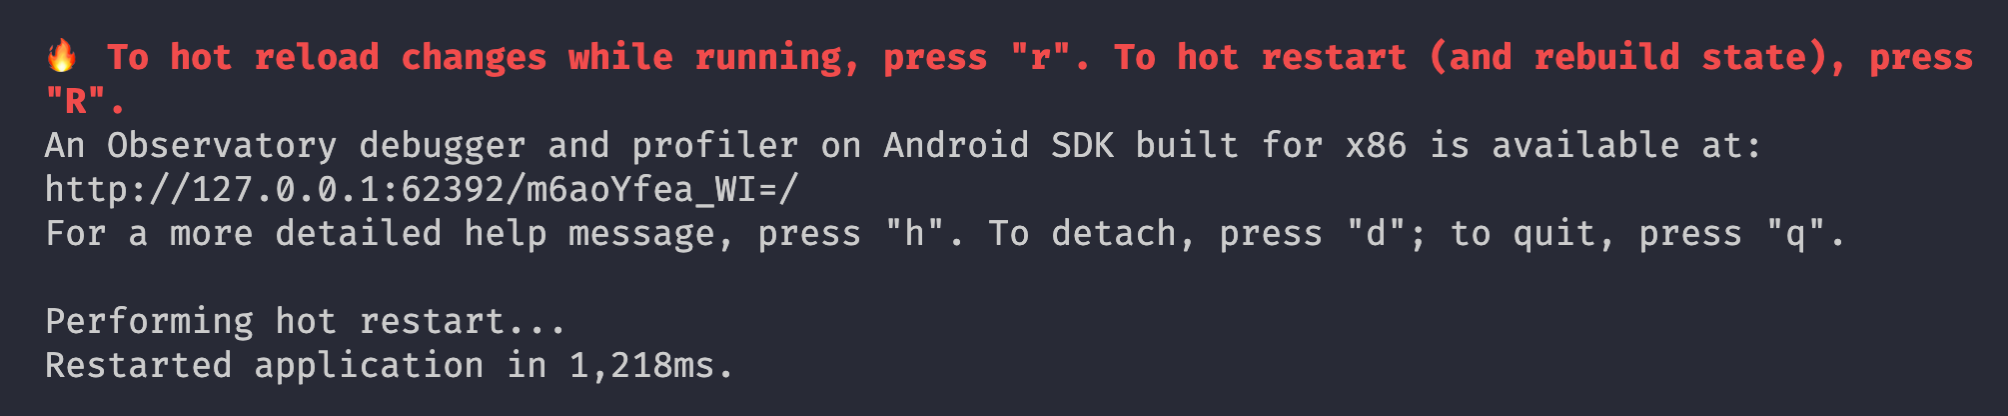 🔥 To hot reload changes while running, press "r". To hot restart (and rebuild state), press
"R".
An Observatory debugger and profiler on Android SDK built for x86 is available at:
http://127.0.0.1:62392/m6aoYfea_WI=/
For a more detailed help message, press "h". To detach, press "d"; to quit, press "q".
Performing hot restart...
Restarted application in 1,218ms.